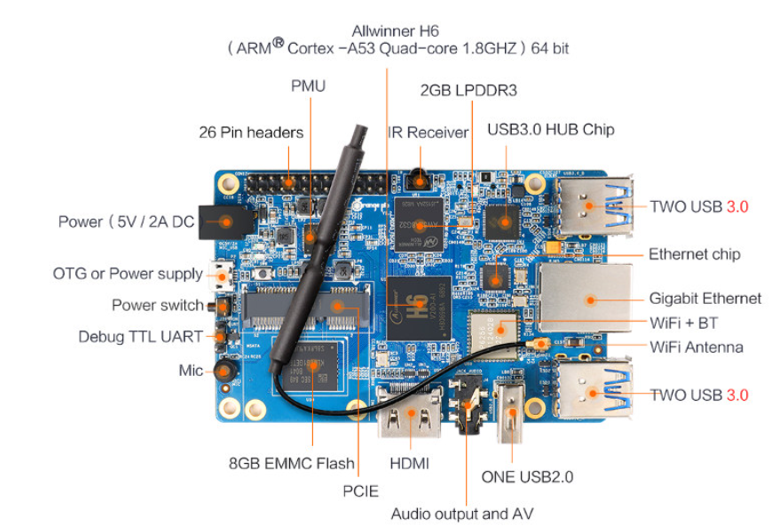 Allwinner H6
( ARM® Cortex -A53 Quad-core 1.8GHZ ) 64 bit
PMU
2GB LPDDR3
26 Pin headers
IR Receiver
USB3.0 HUB Chip
Power ( 5V / 2A DC
TWO USB 3.0
Ethernet chip
OTG or Power supply
Gigabit Ethernet
Power switch
WiFi + BT
Debug TTL UART
WiFi Antenna
Mic
TWO USB 3.0
H6
8GB EMMC Flash
HDMI
ONE USB2.0
PCIE
Audio output and AV